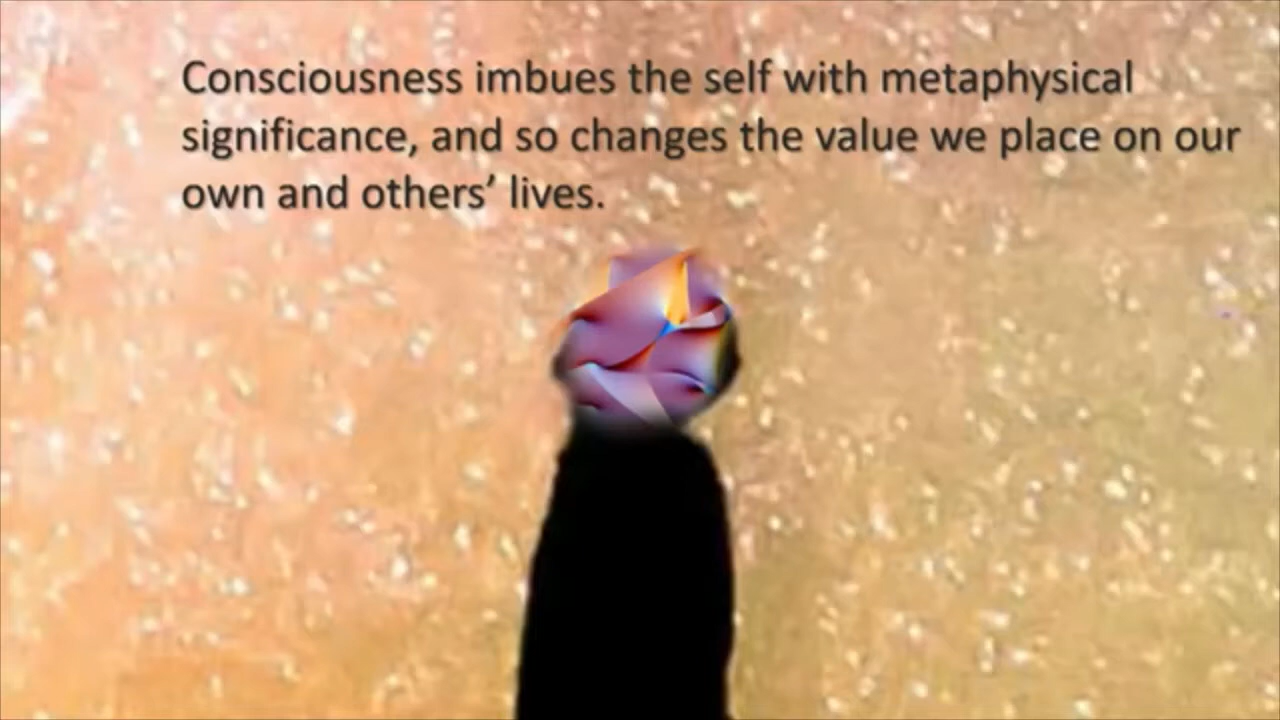 Consciousness imbues the self with metaphysical
significance, and so changes the value we place on our
own and others’ lives.